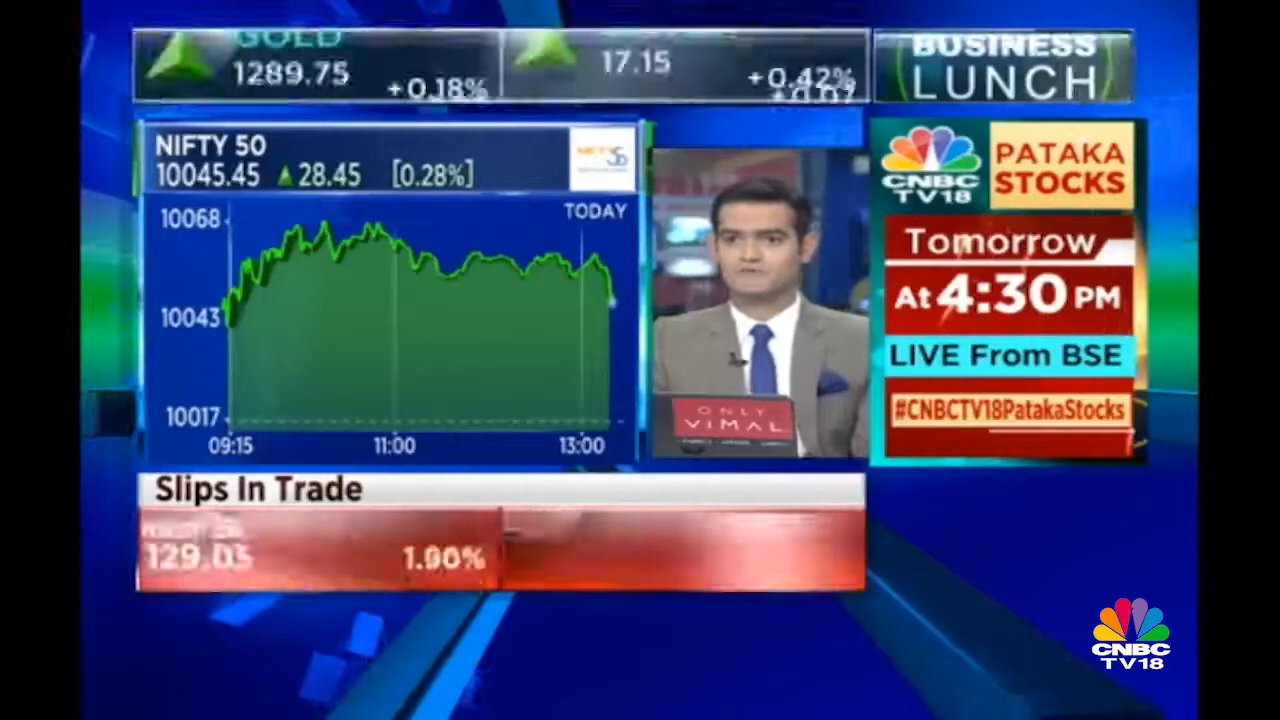 GOLD
1289.75
+0.18%
17.15
+0.42%
BUSINESS
LUNCH
NIFTY 50
10045.45 ▲ 28.45 [0.28%]
TODAY
10068
10043
10017
09:15 11:00 13:00
ONLY
VIMAL
CNBC
TV18
PATAKA
STOCKS
Tomorrow
At 4:30 PM
LIVE From BSE
#CNBCTV18PatakaStocks
Slips In Trade
129.05
1.90%
CNBC
TV18